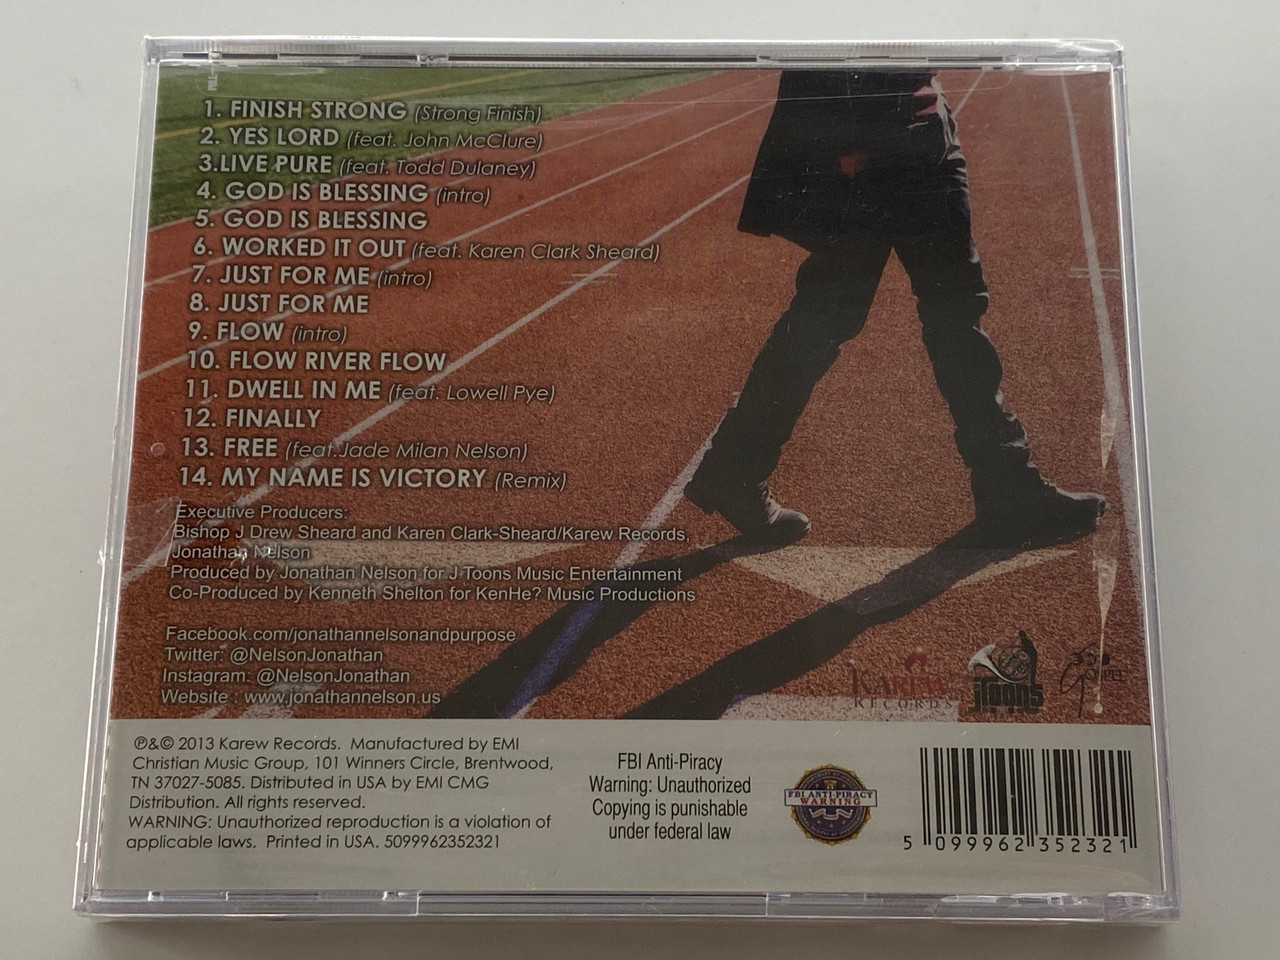 1. FINISH STRONG (Strong Finish)
2. YES LORD (feat. John McClure)
3.LIVE PURE (feat. Todd Dulaney)
4. GOD IS BLESSING (intro)
5. GOD IS BLESSING
6. WORKED IT OUT (feat. Karen Clark Sheard)
7. JUST FOR ME (intro)
8. JUST FOR ME
9. FLOW (intro)
10. FLOW RIVER FLOW
11. DWELL IN ME (feat. Lowell Pye)
12. FINALLY
13. FREE (feat.Jade Milan Nelson)
14. MY NAME IS VICTORY (Remix)
Executive Producers:
Bishop J Drew Sheard and Karen Clark-Sheard/Karew Records,
Jonathan Nelson
Produced by Jonathan Nelson for J Toons Music Entertainment
Co-Produced by Kenneth Shelton for KenHe? Music Productions
Facebook.com/jonathannelsonandpurpose
Twitter: @NelsonJonathan
Instagram: @NelsonJonathan
Website : www.jonathannelson.us
KAREW
RECORDS
JToons
℗&© 2013 Karew Records. Manufactured by EMI
Christian Music Group, 101 Winners Circle, Brentwood,
TN 37027-5085. Distributed in USA by EMI CMG
Distribution. All rights reserved.
WARNING: Unauthorized reproduction is a violation of
applicable laws. Printed in USA. 5099962352321
FBI Anti-Piracy
Warning: Unauthorized
Copying is punishable
under federal law
FBI ANTI-PIRACY
WARNING
5 099962 352321